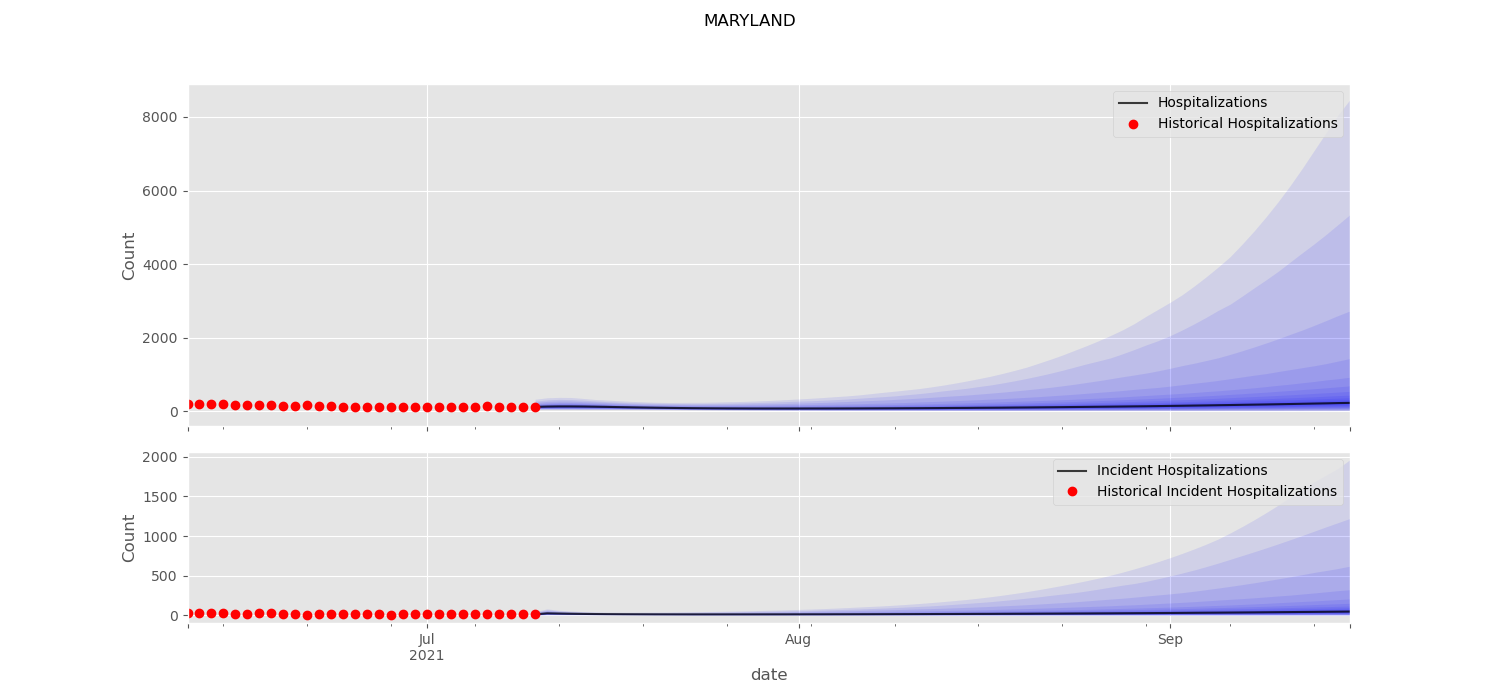 MARYLAND
8000
6000
4000
2000
0
Count
Hospitalizations
Historical Hospitalizations
2000
1500
1000
500
0
Count
Incident Hospitalizations
Historical Incident Hospitalizations
Jul
2021
Aug
Sep
date